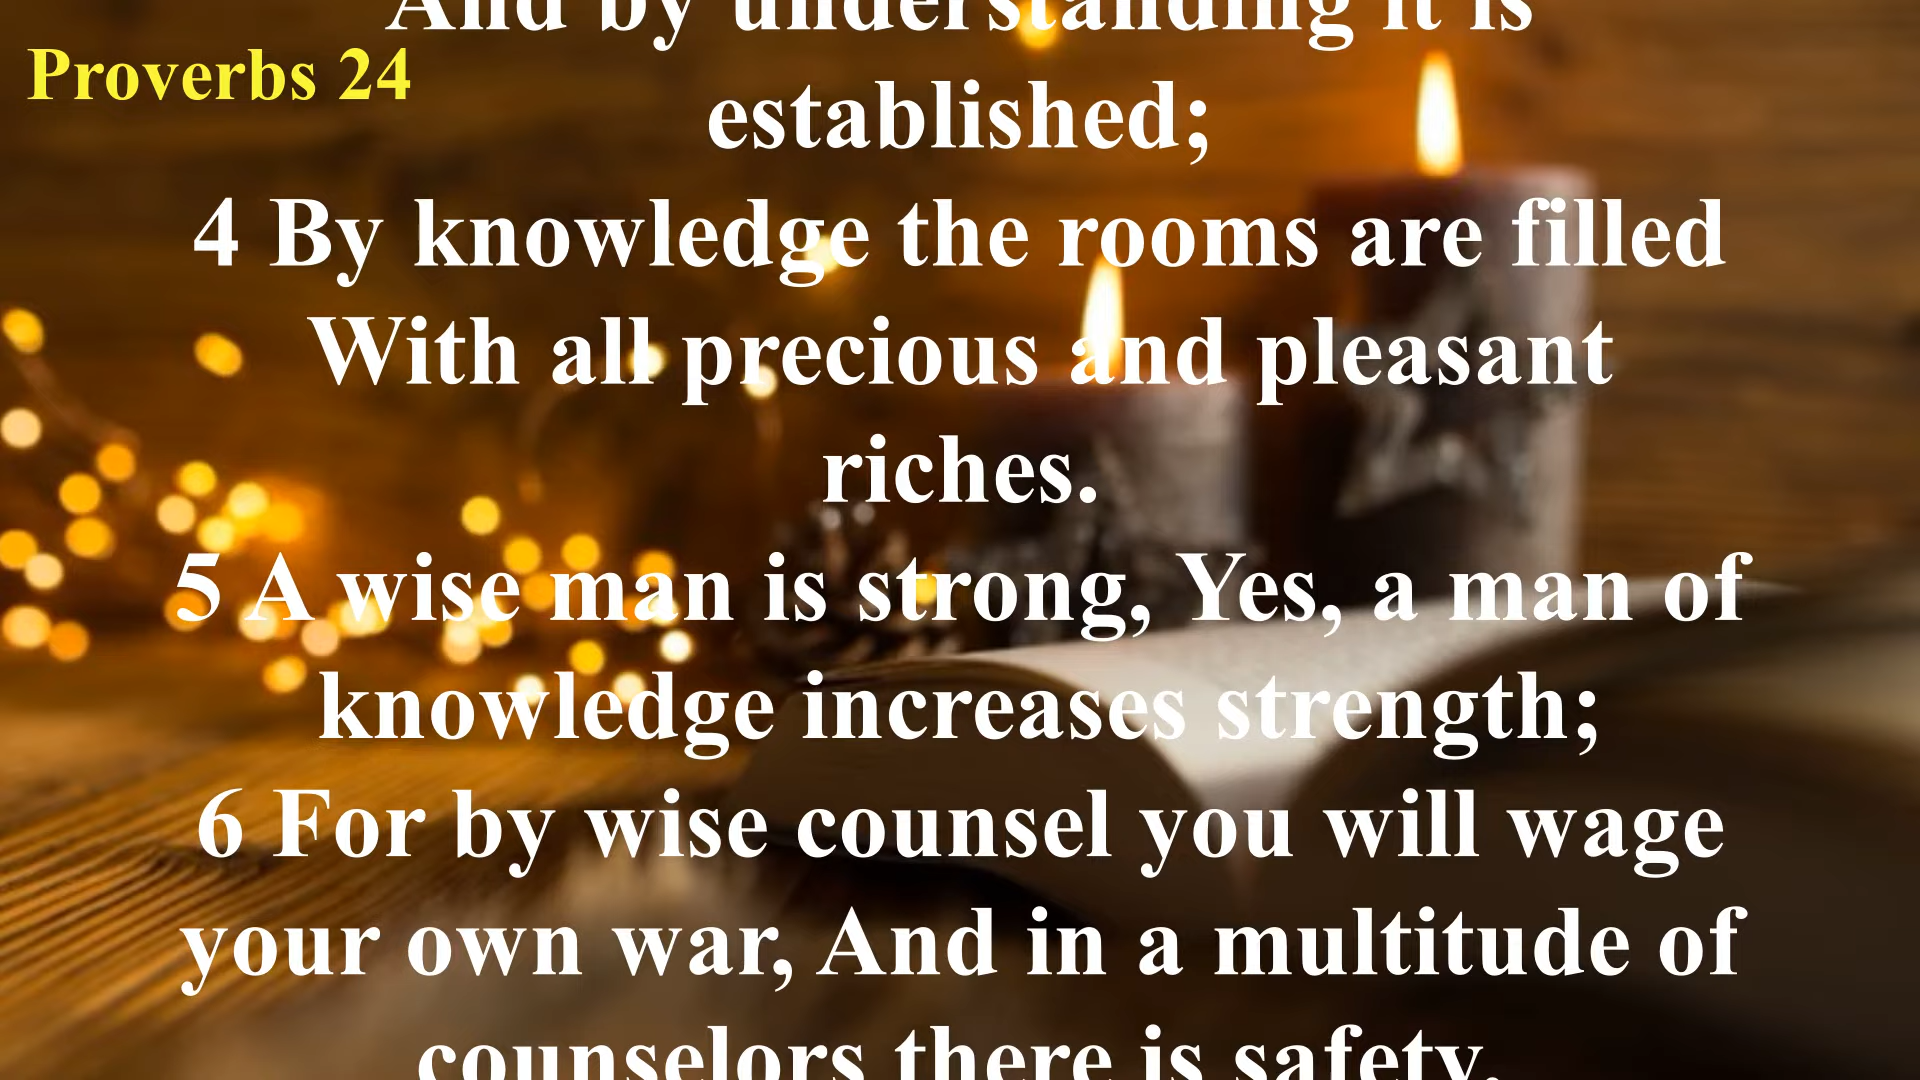 And by understanding it is
Proverbs 24
established;
4 By knowledge the rooms are filled
With all precious and pleasant
riches.
5 A wise man is strong, Yes, a man of
knowledge increases strength;
6 For by wise counsel you will wage
your own war, And in a multitude of
counselors there is safety.